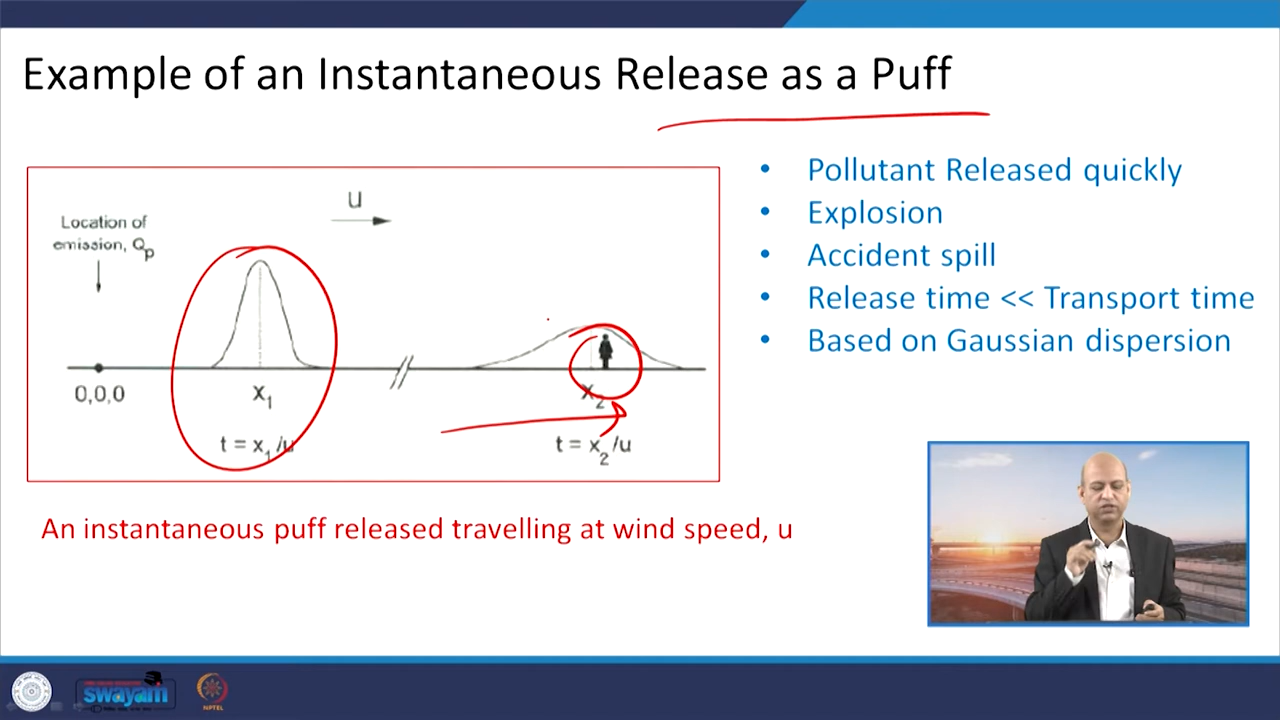 Example of an Instantaneous Release as a Puff
u
Location of
emission, Qp
0,0,0
x1
x2
t = x1/u
t = x2/u
• Pollutant Released quickly
• Explosion
• Accident spill
• Release time << Transport time
• Based on Gaussian dispersion
An instantaneous puff released travelling at wind speed, u
swayam
NPTEL